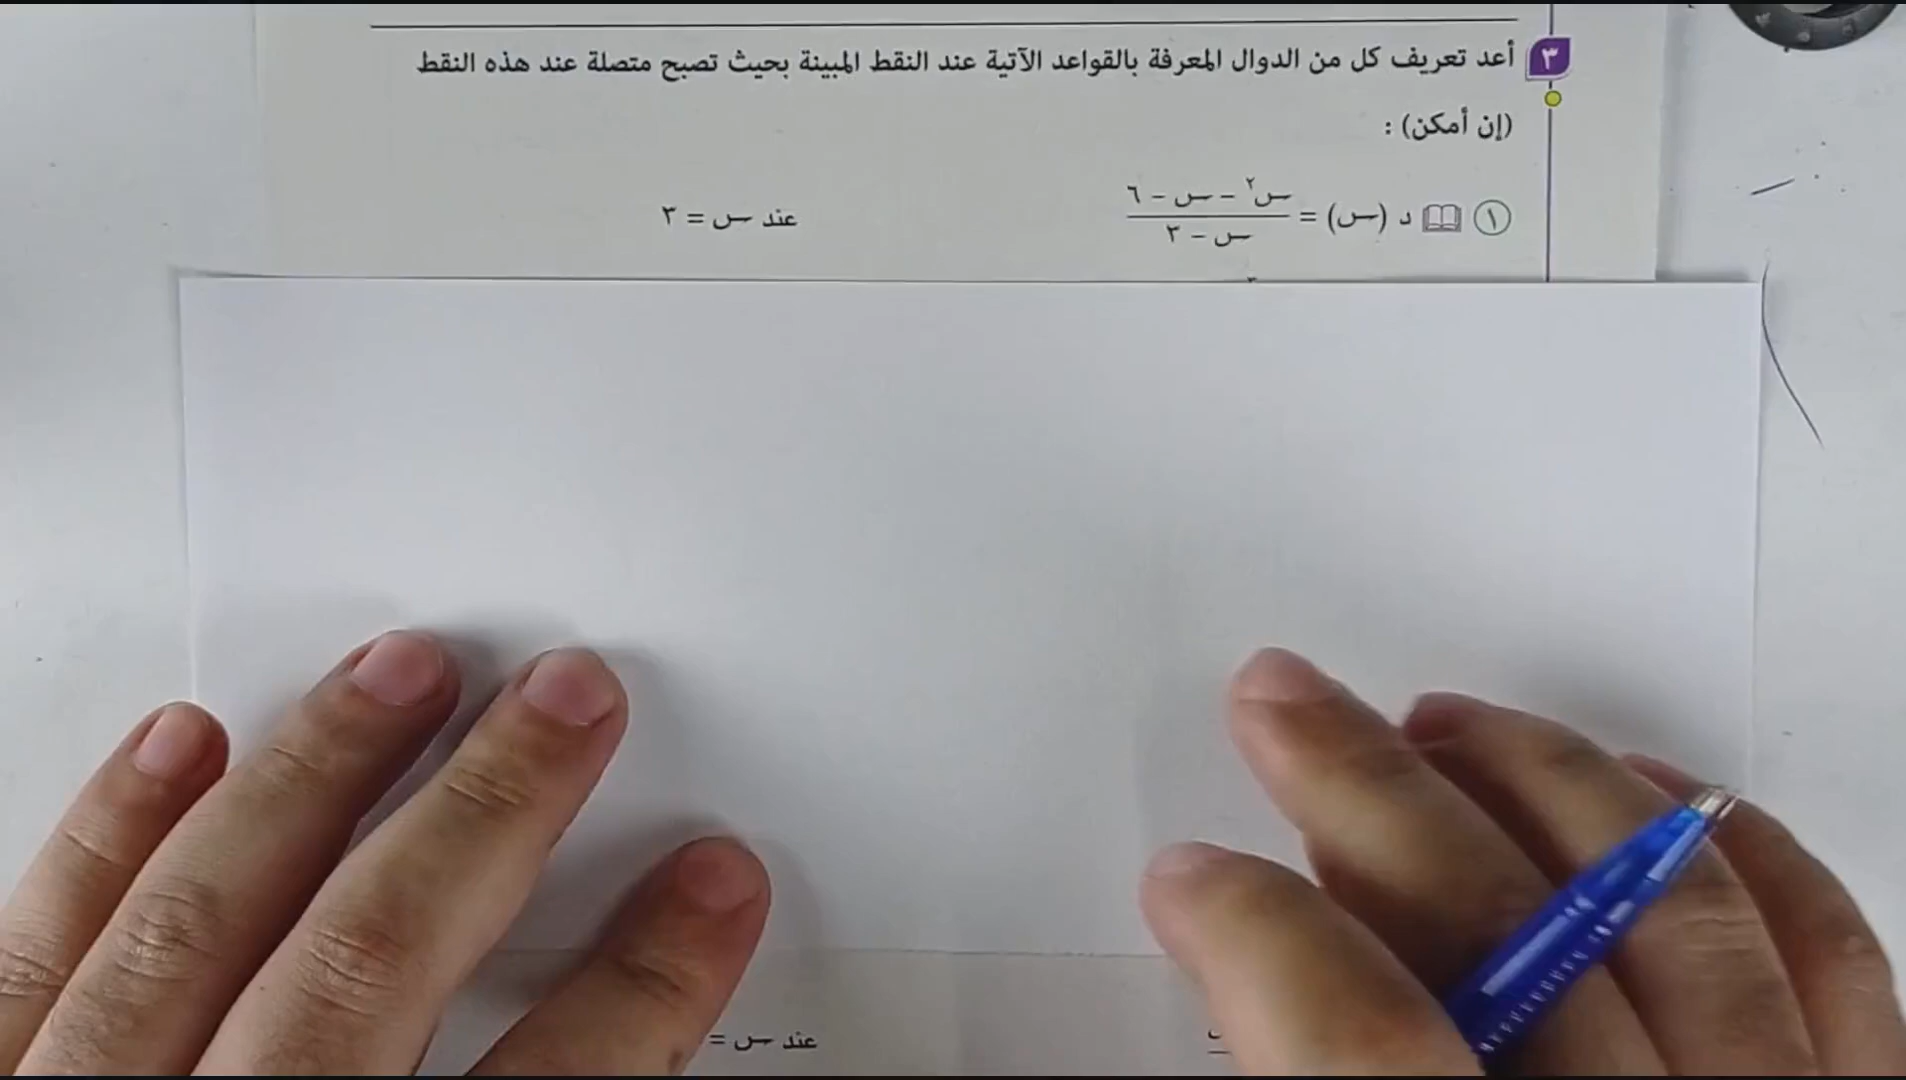 ٣ أعد تعريف كل من الدوال المعرفة بالقواعد الآتية عند النقط المبينة بحيث تصبح متصلة عند هذه النقط
(إن أمكن) :
١ د (س) = (س٢ - س - ٦) / (س - ٣) عند س = ٣
عند س =